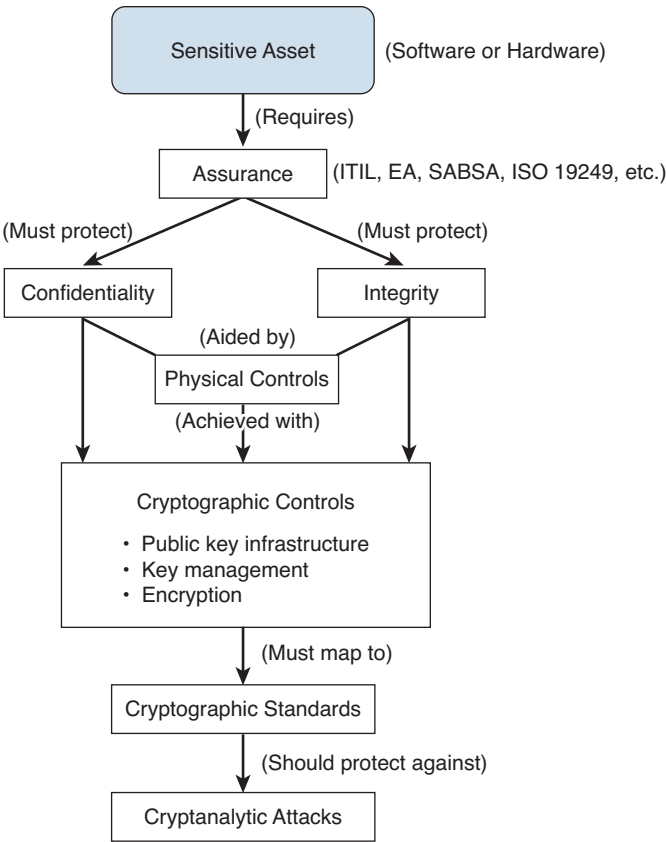 Sensitive Asset (Software or Hardware)
(Requires)
Assurance (ITIL, EA, SABSA, ISO 19249, etc.)
(Must protect) (Must protect)
Confidentiality Integrity
(Aided by)
Physical Controls
(Achieved with)
Cryptographic Controls
• Public key infrastructure
• Key management
• Encryption
(Must map to)
Cryptographic Standards
(Should protect against)
Cryptanalytic Attacks